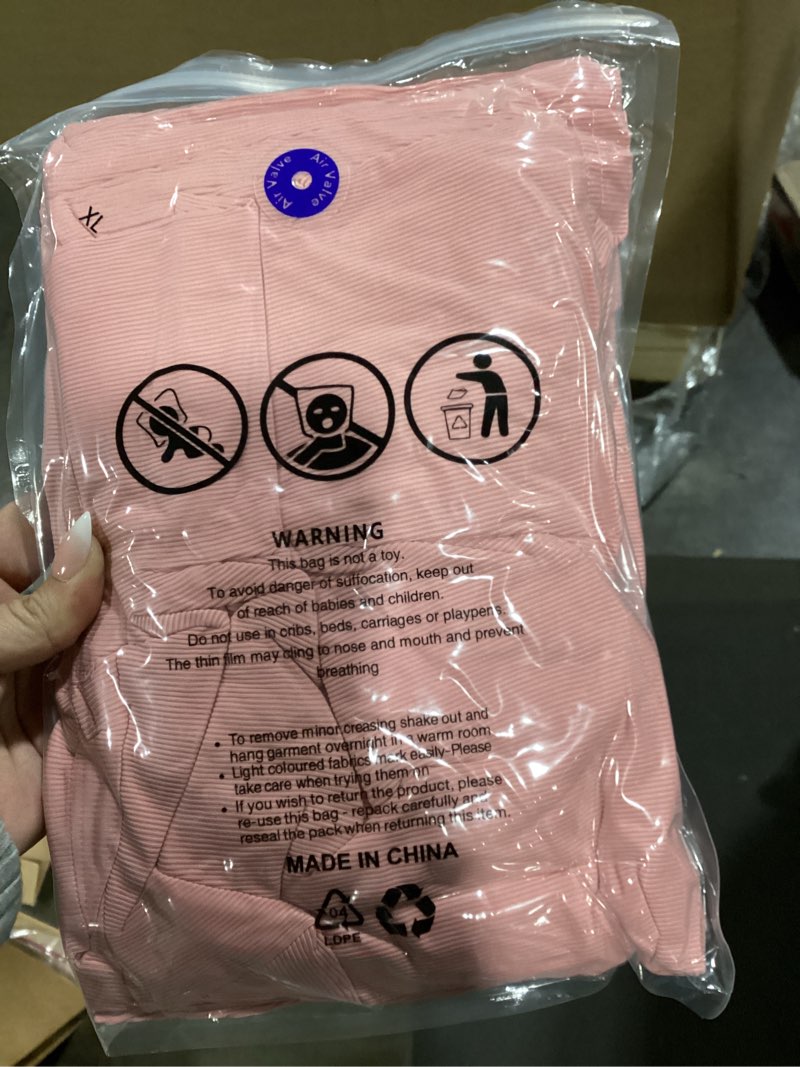 Air Valve Air Valve
XL
WARNING
This bag is not a toy.
To avoid danger of suffocation, keep out
of reach of babies and children.
Do not use in cribs, beds, carriages or playpens.
The thin film may cling to nose and mouth and prevent
breathing
• To remove minor creasing shake out and
hang garment overnight in a warm room
• Light coloured fabrics mark easily-Please
take care when trying them on
• If you wish to return the product, please
re-use this bag - repack carefully and
reseal the pack when returning this item.
MADE IN CHINA
04
LDPE